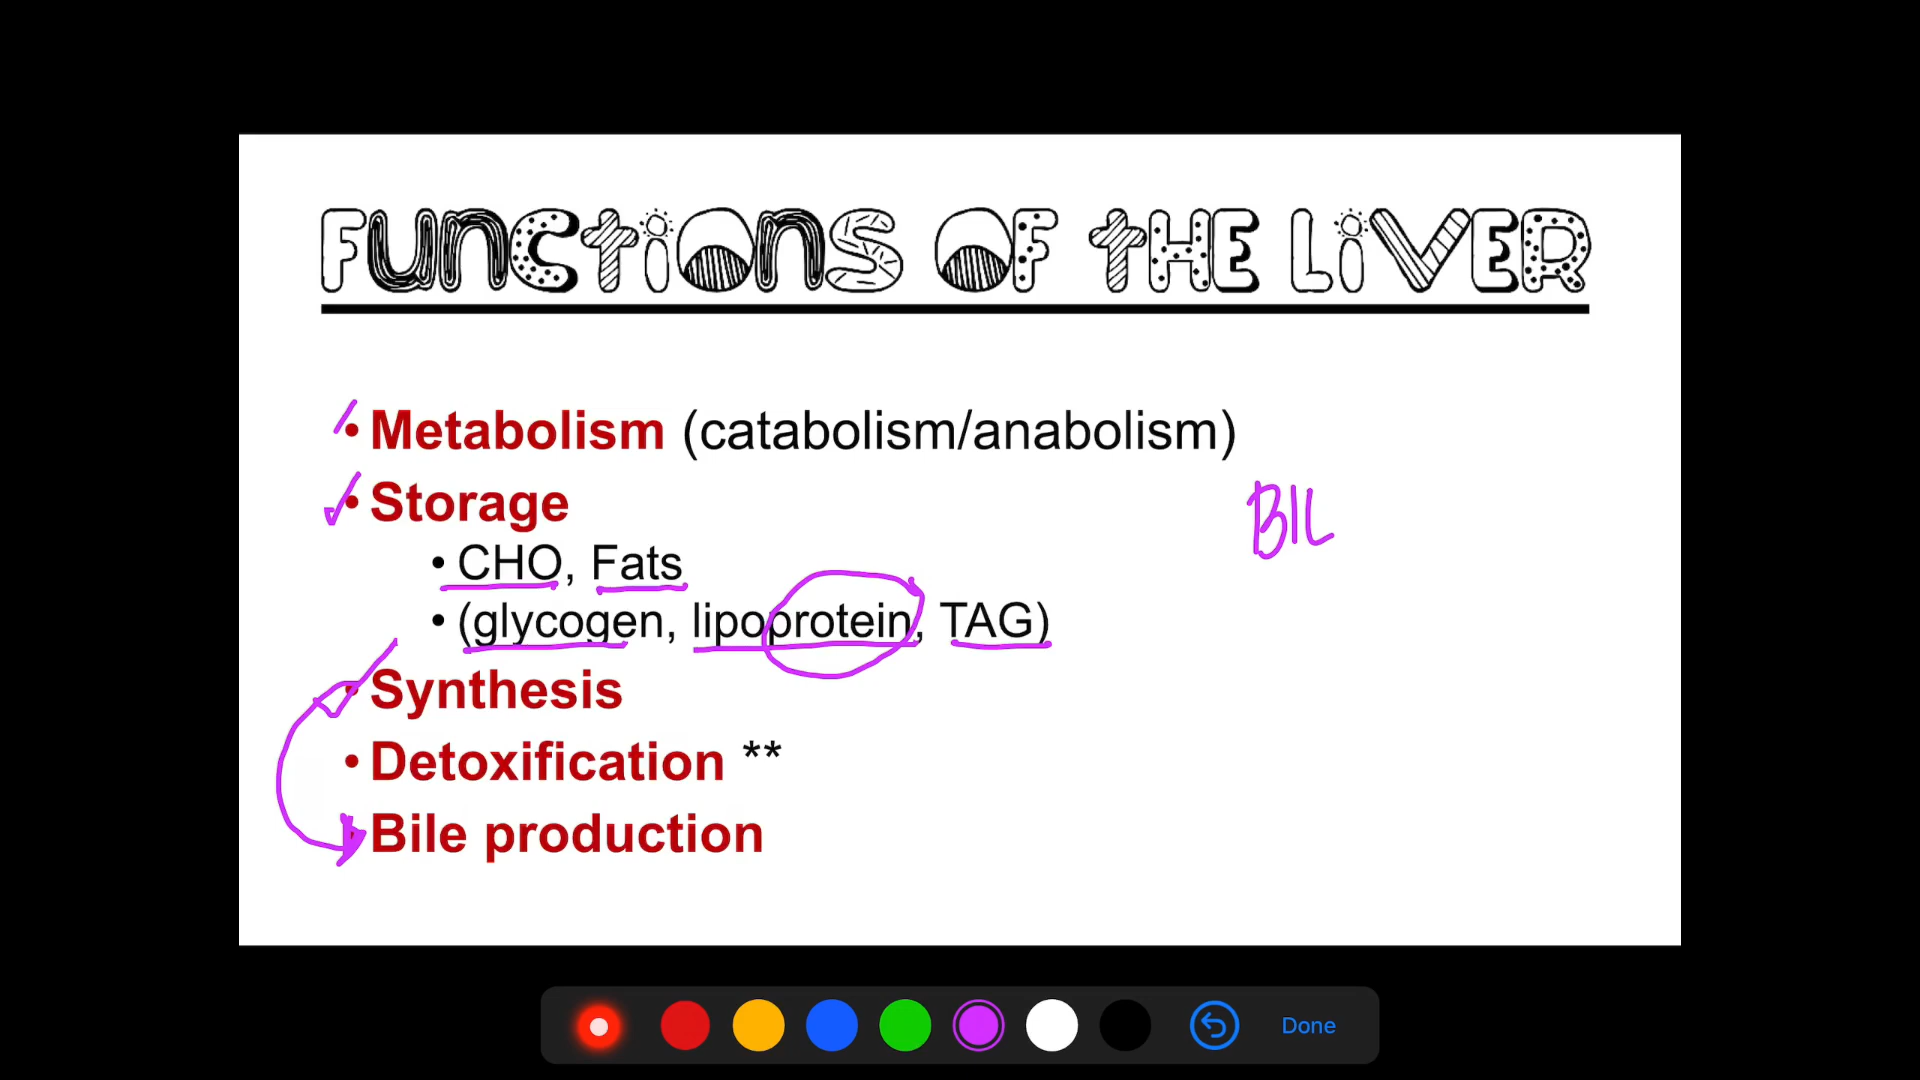 FUNCTIONS OF THE LIVER
• Metabolism (catabolism/anabolism)
• Storage
BIL
• CHO, Fats
• (glycogen, lipoprotein, TAG)
• Synthesis
• Detoxification **
• Bile production
Done